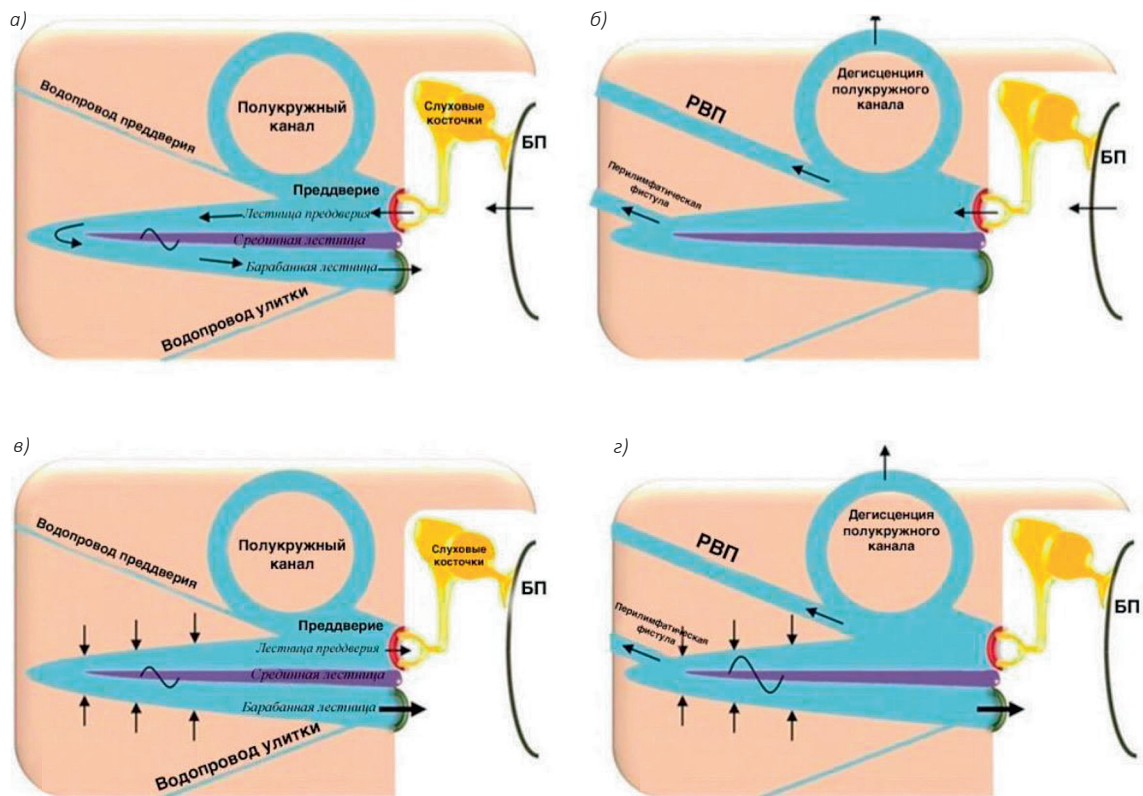 а)
Водопровод преддверия
Полукружный
канал
Слуховые
косточки
БП
Преддверие
Лестница преддверия
Срединная лестница
Барабанная лестница
Водопровод улитки
б)
РВП
Дегисценция
полукружного
канала
БП
Перилимфатическая
фистула
в)
Водопровод преддверия
Полукружный
канал
Слуховые
косточки
БП
Преддверие
Лестница преддверия
Срединная лестница
Барабанная лестница
Водопровод улитки
г)
РВП
Дегисценция
полукружного
канала
БП
Перилимфатическая
фистула